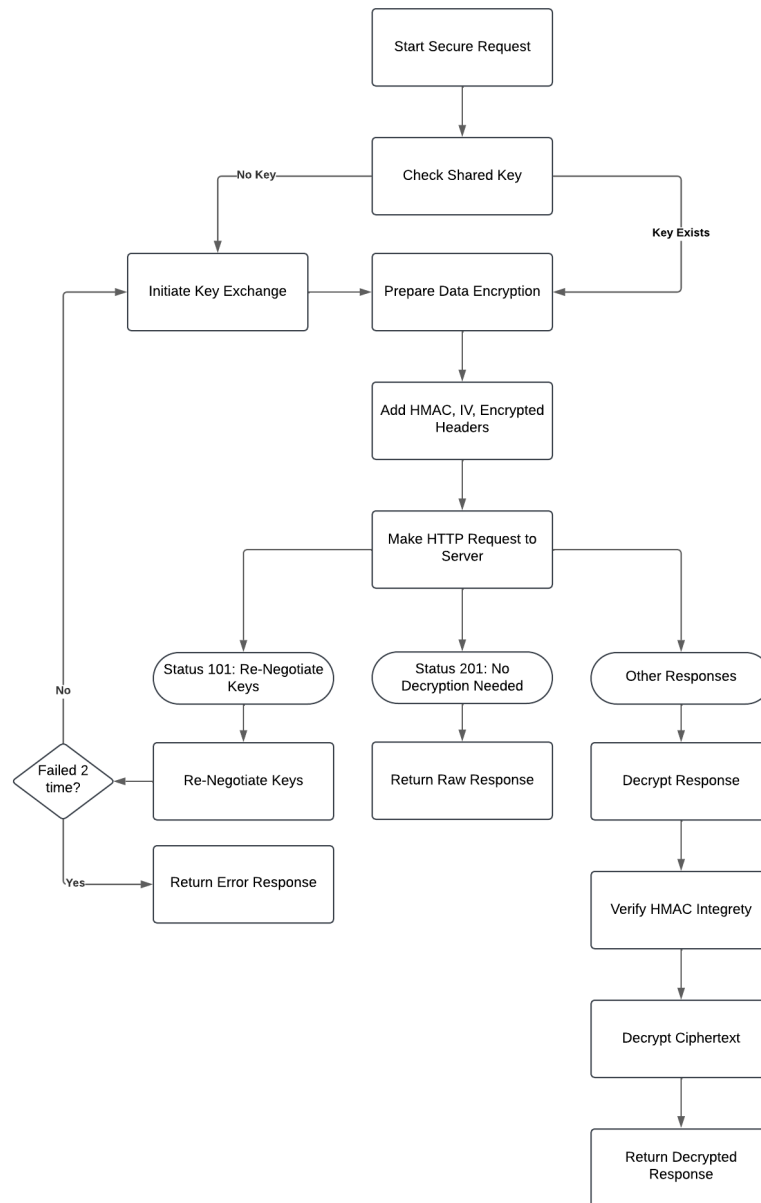 Start Secure Request
Check Shared Key
No Key
Key Exists
Initiate Key Exchange
Prepare Data Encryption
Add HMAC, IV, Encrypted
Headers
Make HTTP Request to
Server
Status 101: Re-Negotiate
Keys
Status 201: No
Decryption Needed
Other Responses
No
Failed 2
time?
Re-Negotiate Keys
Return Raw Response
Decrypt Response
Yes
Return Error Response
Verify HMAC Integrety
Decrypt Ciphertext
Return Decrypted
Response